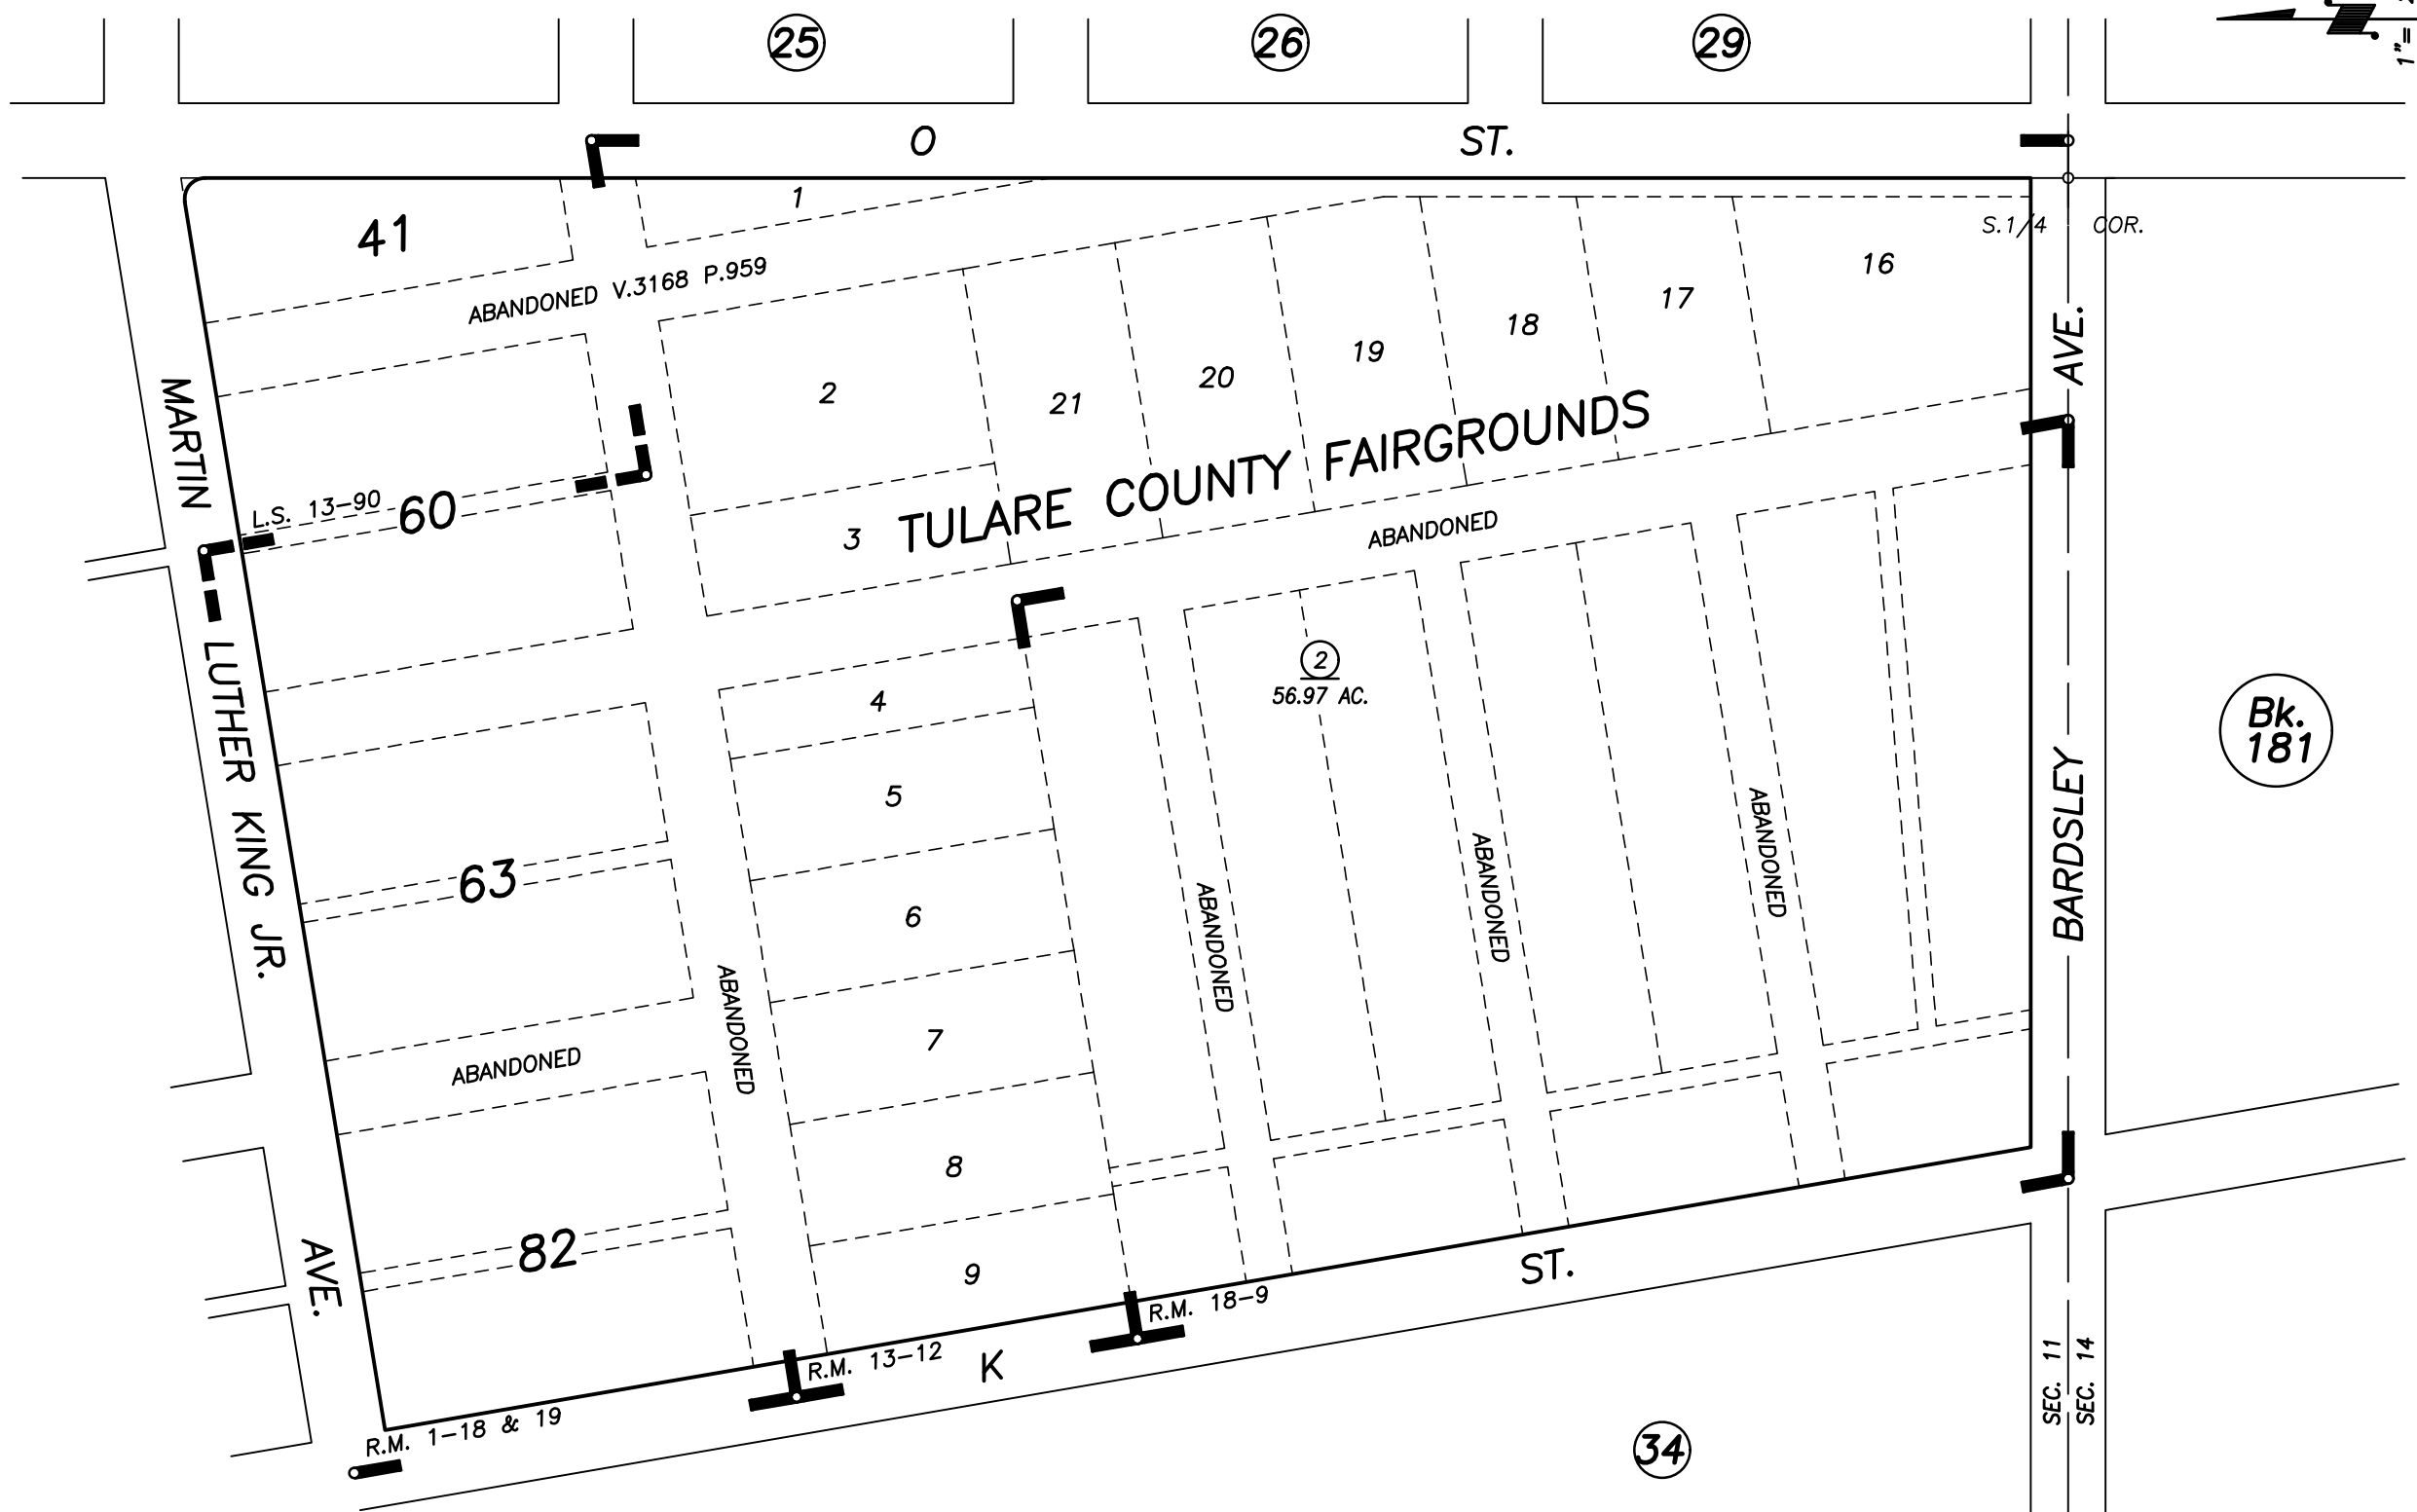 25
26
29
1"=
O ST.
41
1
S.1/4 COR.
ABANDONED V.3168 P.959
16
17
18
19
20
21
2
3
MARTIN LUTHER KING JR. AVE.
L.S. 13-90
60
TULARE COUNTY FAIRGROUNDS
ABANDONED
BARDSLEY AVE.
2
56.97 AC.
4
5
6
7
8
9
Bk.
181
63
ABANDONED
ABANDONED
ABANDONED
ABANDONED
ABANDONED
82
R.M. 18-9
R.M. 13-12
R.M. 1-18 & 19
K ST.
34
SEC. 11
SEC. 14